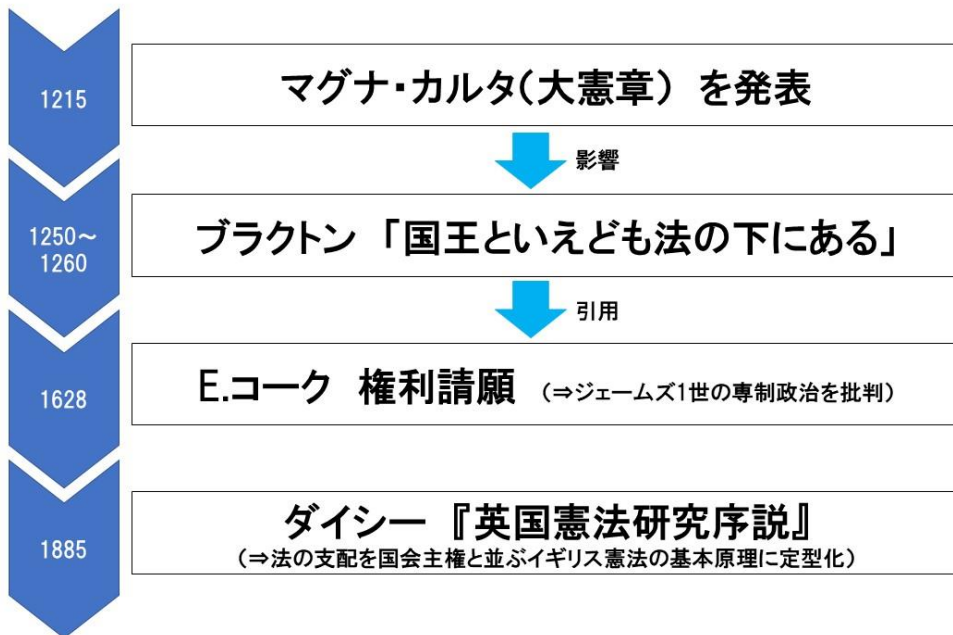 1215
マグナ・カルタ(大憲章) を発表
影響
1250～
1260
ブラクトン 「国王といえども法の下にある」
引用
1628
E.コーク 権利請願 (⇒ジェームズ1世の専制政治を批判)
1885
ダイシー 『英国憲法研究序説』
(⇒法の支配を国会主権と並ぶイギリス憲法の基本原理に定型化)